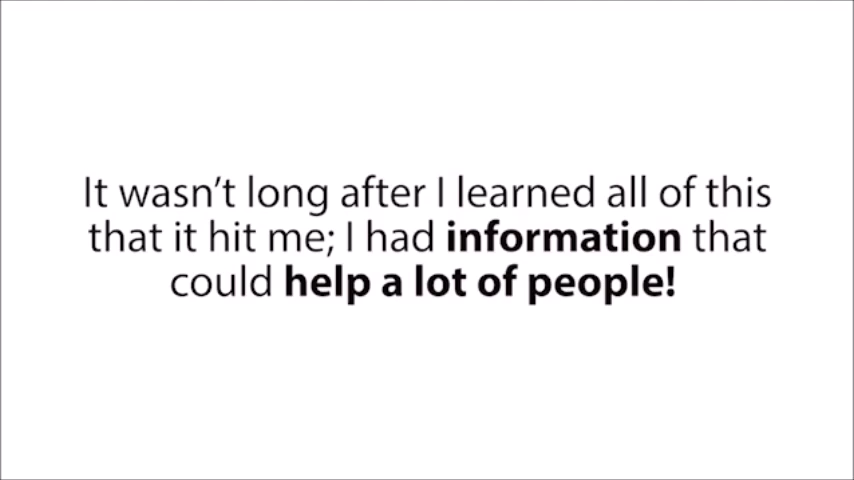 It wasn’t long after I learned all of this
that it hit me; I had information that
could help a lot of people!